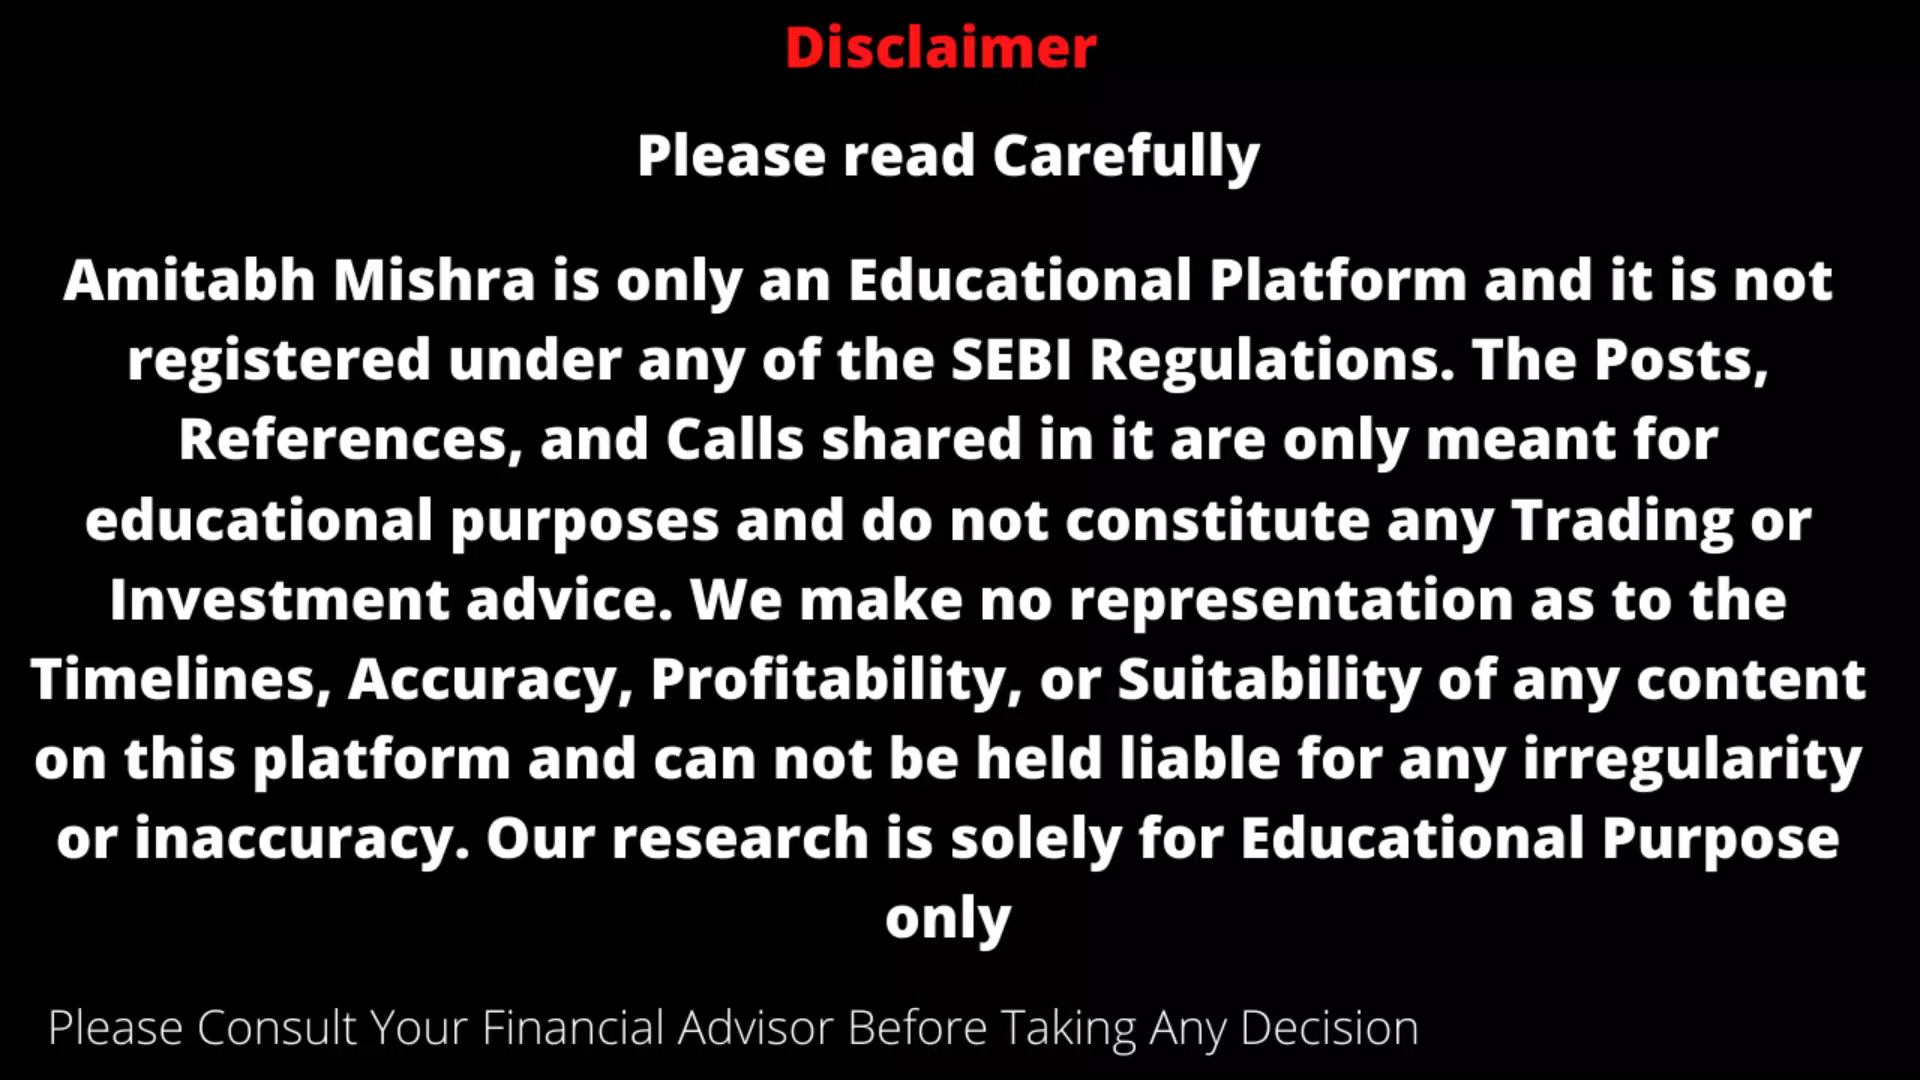 Disclaimer
Please read Carefully
Amitabh Mishra is only an Educational Platform and it is not
registered under any of the SEBI Regulations. The Posts,
References, and Calls shared in it are only meant for
educational purposes and do not constitute any Trading or
Investment advice. We make no representation as to the
Timelines, Accuracy, Profitability, or Suitability of any content
on this platform and can not be held liable for any irregularity
or inaccuracy. Our research is solely for Educational Purpose
only
Please Consult Your Financial Advisor Before Taking Any Decision